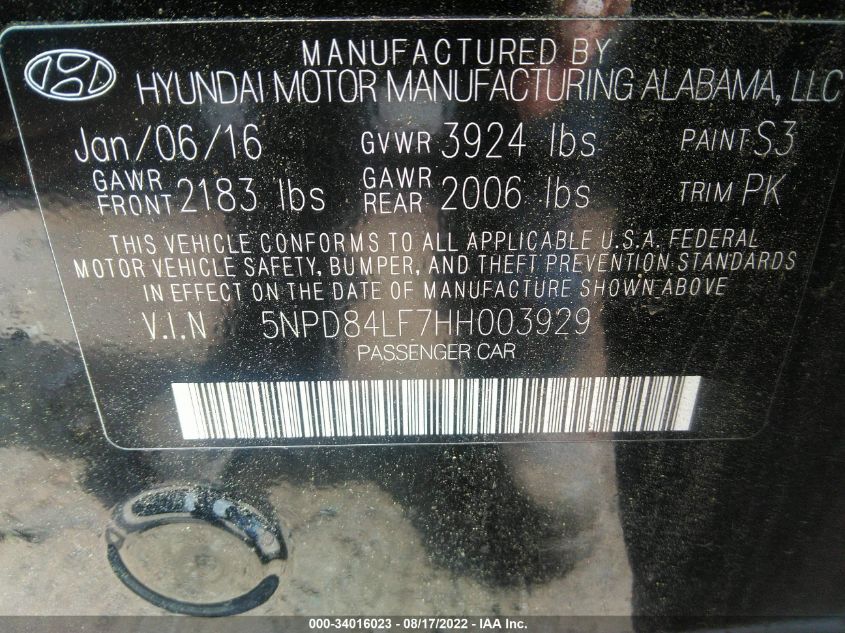 MANUFACTURED BY
HYUNDAI MOTOR MANUFACTURING ALABAMA, LLC
Jan/06/16 GVWR 3924 lbs PAINT S3
GAWR FRONT 2183 lbs GAWR REAR 2006 lbs TRIM PK
THIS VEHICLE CONFORMS TO ALL APPLICABLE U.S.A. FEDERAL
MOTOR VEHICLE SAFETY, BUMPER, AND THEFT PREVENTION STANDARDS
IN EFFECT ON THE DATE OF MANUFACTURE SHOWN ABOVE
V.I.N 5NPD84LF7HH003929
PASSENGER CAR
000-34016023 - 08/17/2022 - IAA Inc.